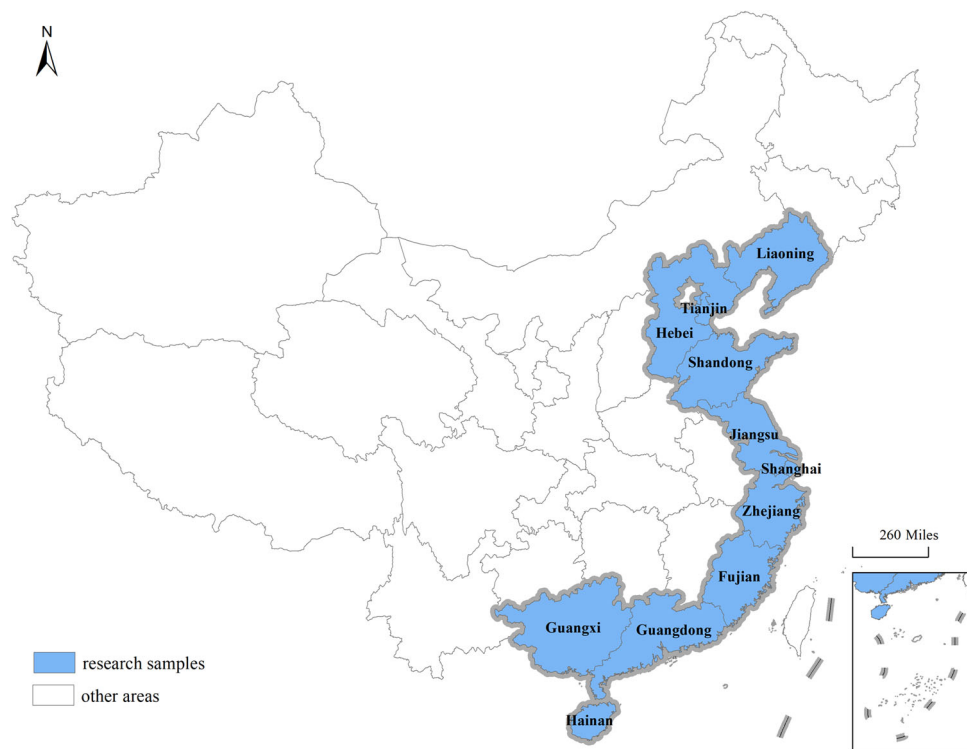 N
Liaoning
Tianjin
Hebei
Shandong
Jiangsu
Shanghai
Zhejiang
260 Miles
Fujian
Guangxi
Guangdong
research samples
other areas
Hainan